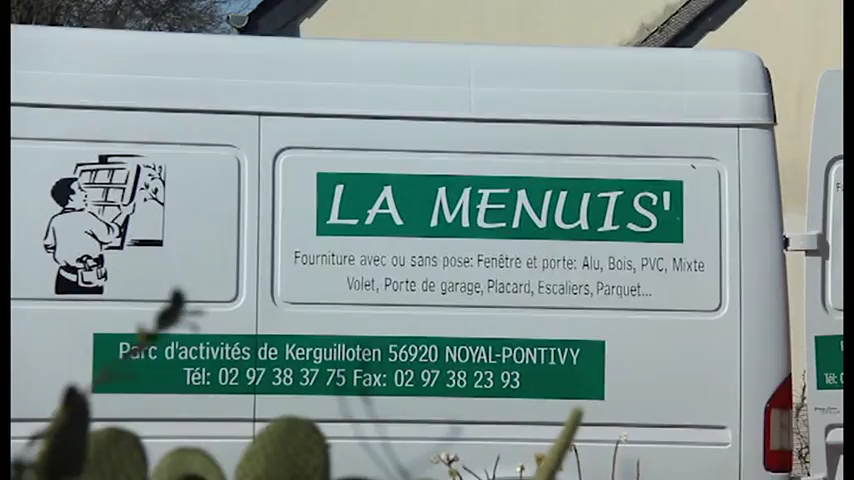 LA MENUIS'
Fourniture avec ou sans pose: Fenêtre et porte: Alu, Bois, PVC, Mixte
Volet, Porte de garage, Placard, Escaliers, Parquet...
Parc d'activités de Kerguilloten 56920 NOYAL-PONTIVY
Tél: 02 97 38 37 75 Fax: 02 97 38 23 93
Tél: 0